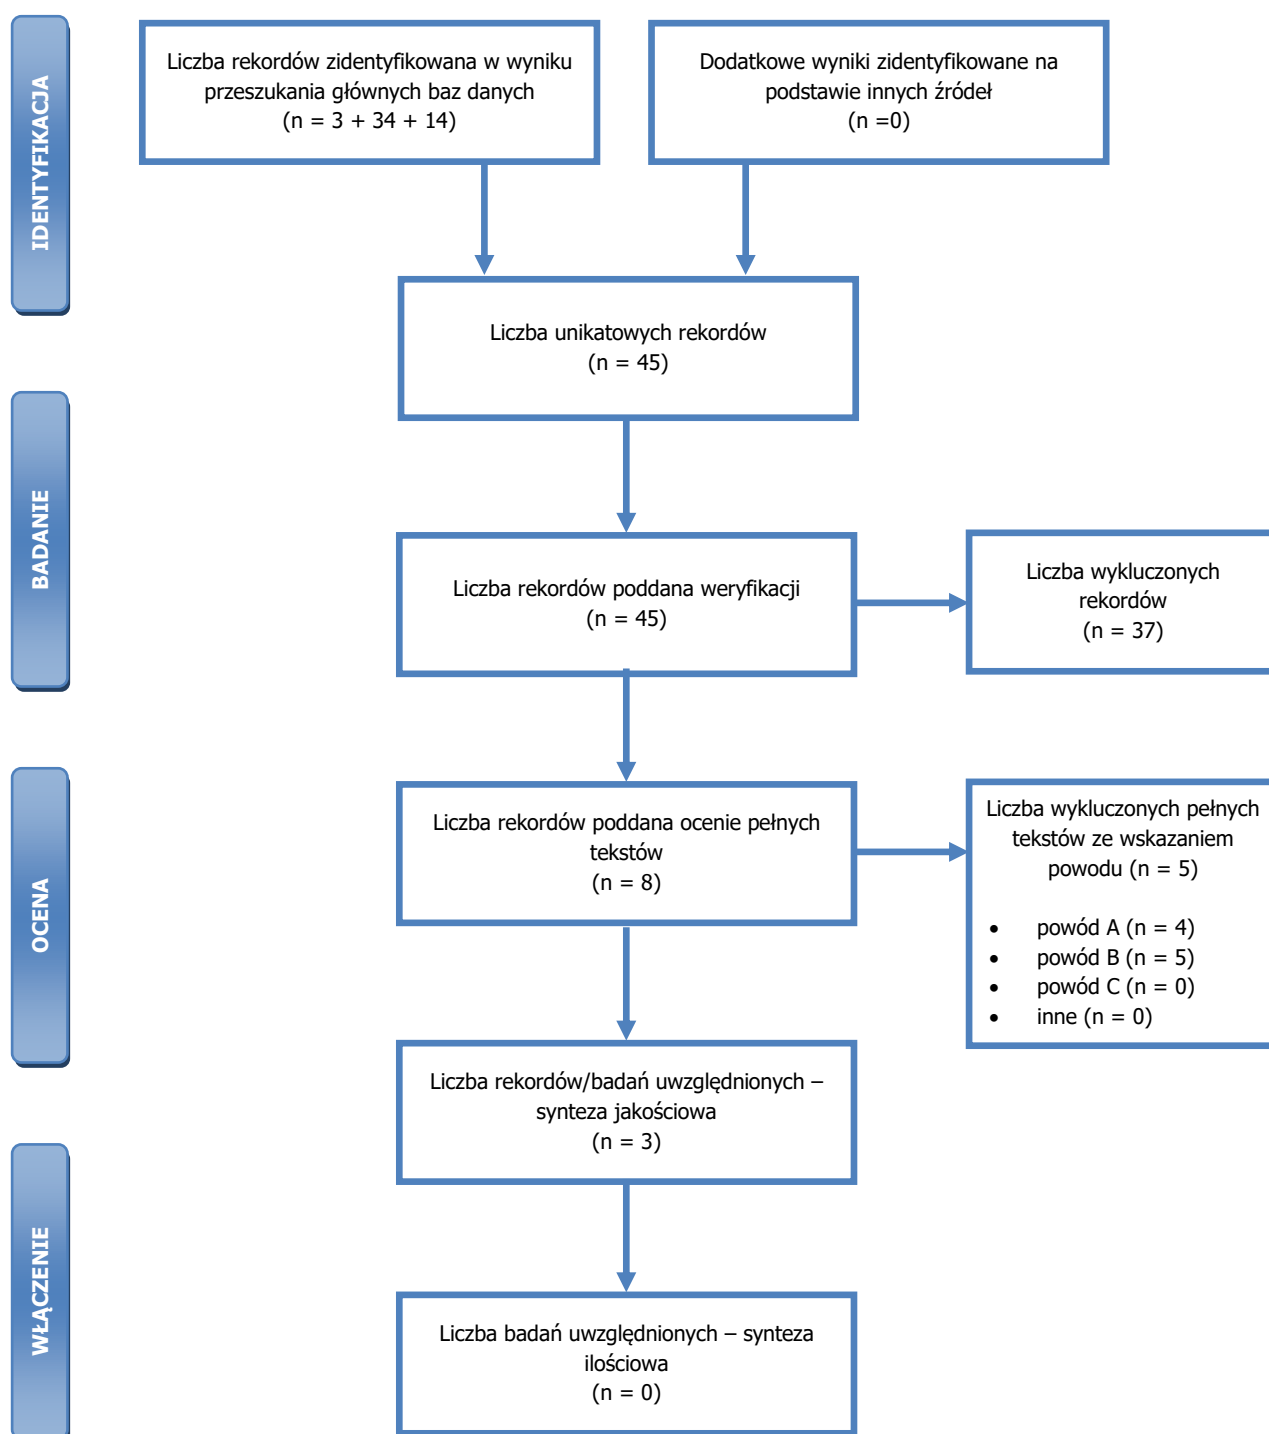 IDENTYFIKACJA
Liczba rekordów zidentyfikowana w wyniku
przeszukania głównych baz danych
(n = 3 + 34 + 14)
Dodatkowe wyniki zidentyfikowane na
podstawie innych źródeł
(n =0)
Liczba unikatowych rekordów
(n = 45)
BADANIE
Liczba rekordów poddana weryfikacji
(n = 45)
Liczba wykluczonych
rekordów
(n = 37)
OCENA
Liczba rekordów poddana ocenie pełnych
tekstów
(n = 8)
Liczba wykluczonych pełnych
tekstów ze wskazaniem
powodu (n = 5)
• powód A (n = 4)
• powód B (n = 5)
• powód C (n = 0)
• inne (n = 0)
Liczba rekordów/badań uwzględnionych –
synteza jakościowa
(n = 3)
WŁĄCZENIE
Liczba badań uwzględnionych – synteza
ilościowa
(n = 0)